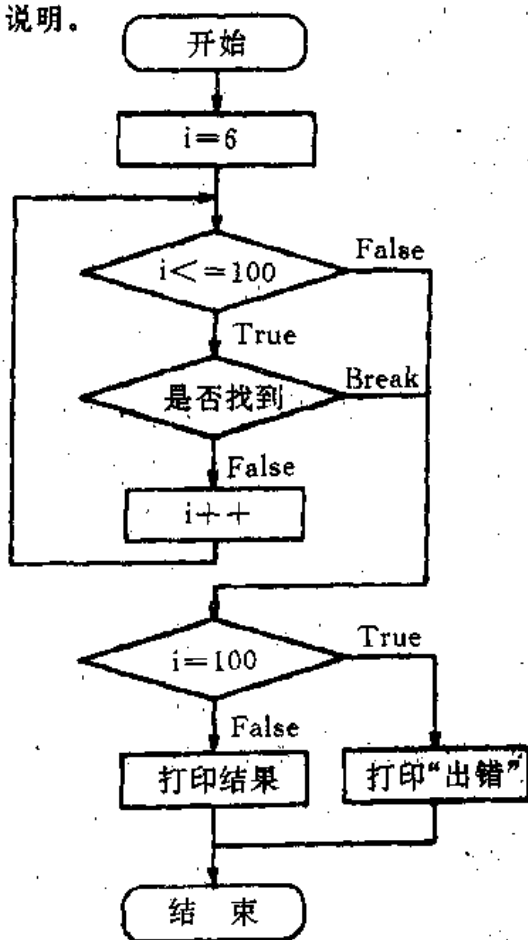 说明。
开始
i=6
i<=100
False
True
是否找到
Break
False
i++
i=100
True
False
打印结果
打印“出错”
结 束